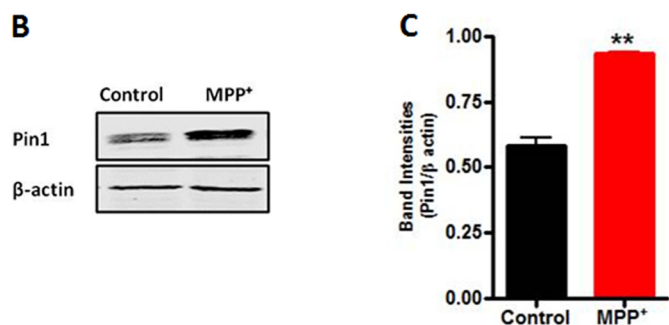 B
Control MPP+
Pin1
β-actin
C
Band Intensities
(Pin1/β actin)
1.00
0.75
0.50
0.25
0.00
**
Control MPP+